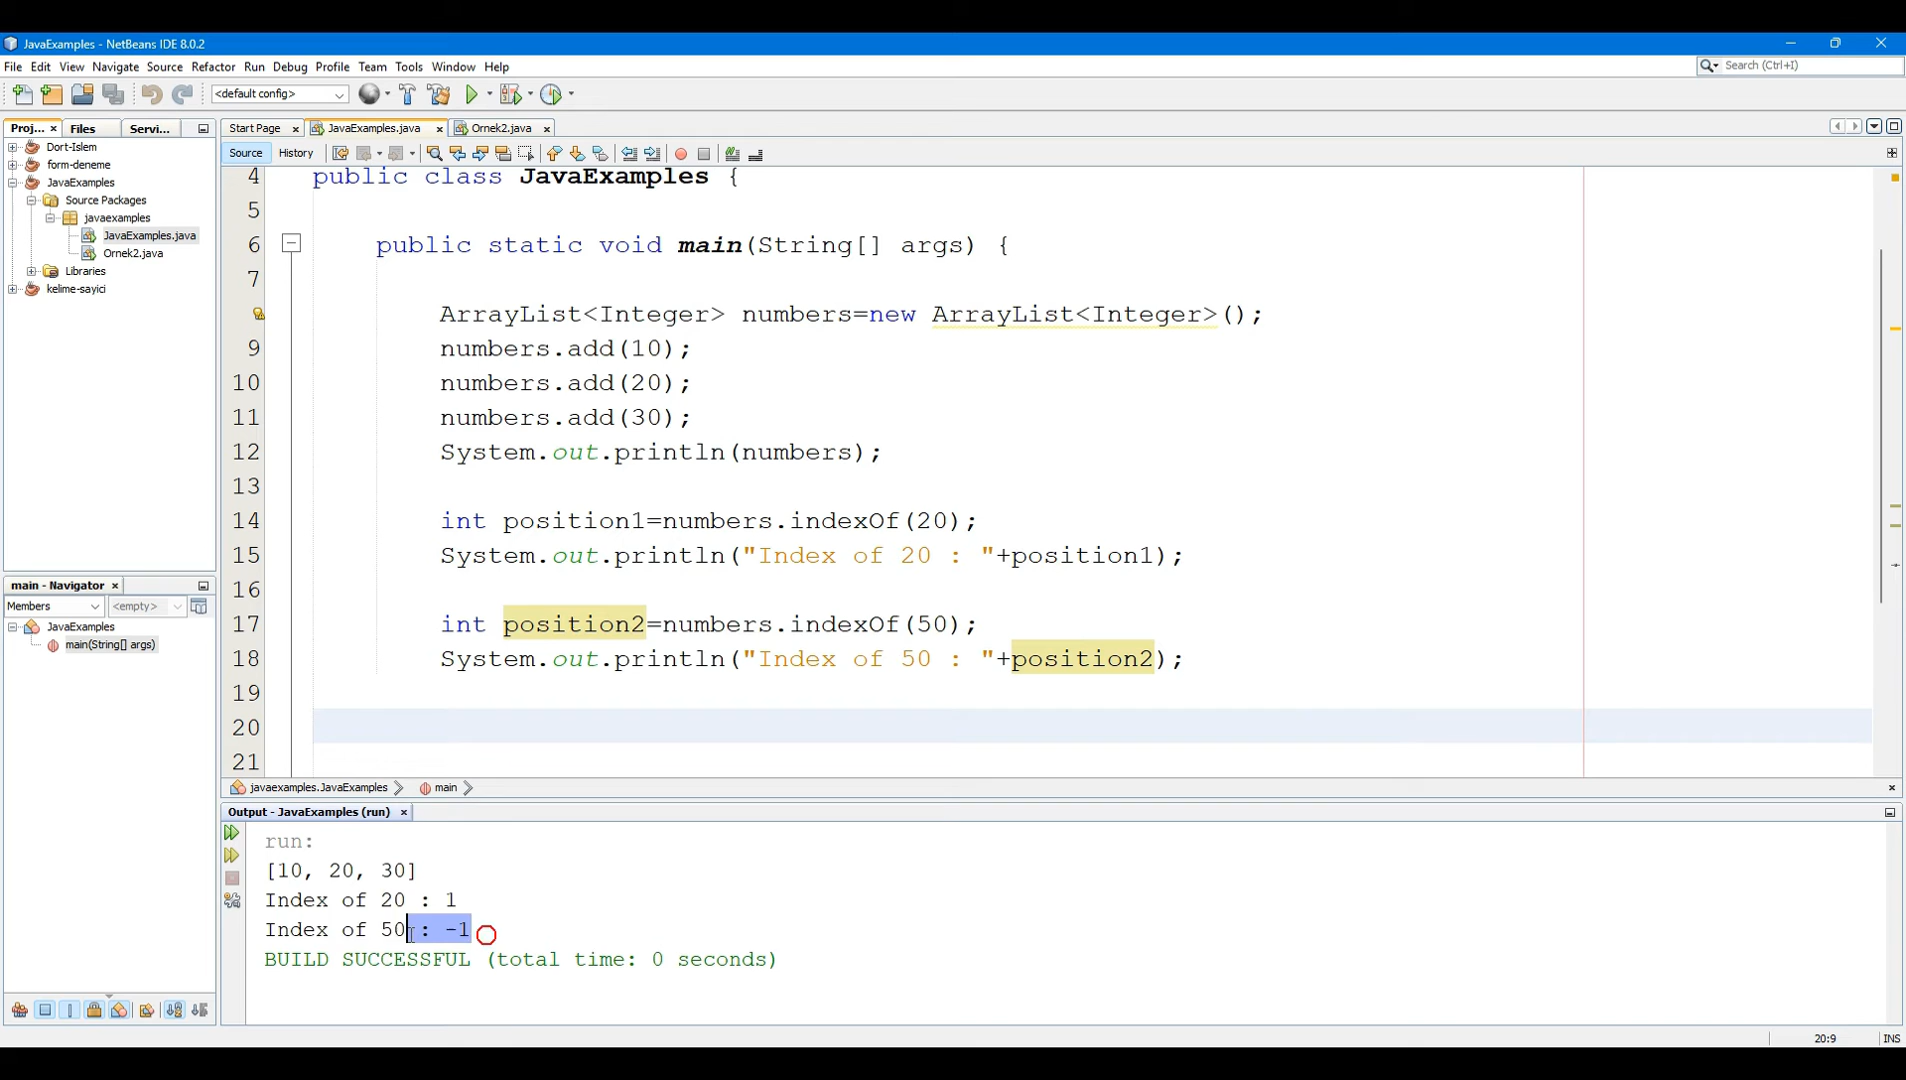 JavaExamples - NetBeans IDE 8.0.2
File Edit View Navigate Source Refactor Run Debug Profile Team Tools Window Help
Search (Ctrl+I)
<default config>
Proj... Files Servi...
Start Page JavaExamples.java Ornek2.java
Dort-Islem
form-deneme
JavaExamples
Source Packages
javaexamples
JavaExamples.java
Ornek2.java
Libraries
kelime-sayici
Source History
4 public class JavaExamples {
5
6 public static void main(String[] args) {
7
ArrayList<Integer> numbers=new ArrayList<Integer>();
9 numbers.add(10);
10 numbers.add(20);
11 numbers.add(30);
12 System.out.println(numbers);
13
14 int position1=numbers.indexOf(20);
15 System.out.println("Index of 20 : "+position1);
16
17 int position2=numbers.indexOf(50);
18 System.out.println("Index of 50 : "+position2);
19
20
21
main - Navigator
Members <empty>
JavaExamples
main(String[] args)
javaexamples.JavaExamples main
Output - JavaExamples (run)
run:
[10, 20, 30]
Index of 20 : 1
Index of 50 : -1
BUILD SUCCESSFUL (total time: 0 seconds)
20:9 INS